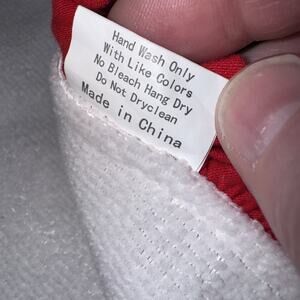 Hand Wash Only
With Like Colors
No Bleach Hang Dry
Do Not Dryclean
Made in China